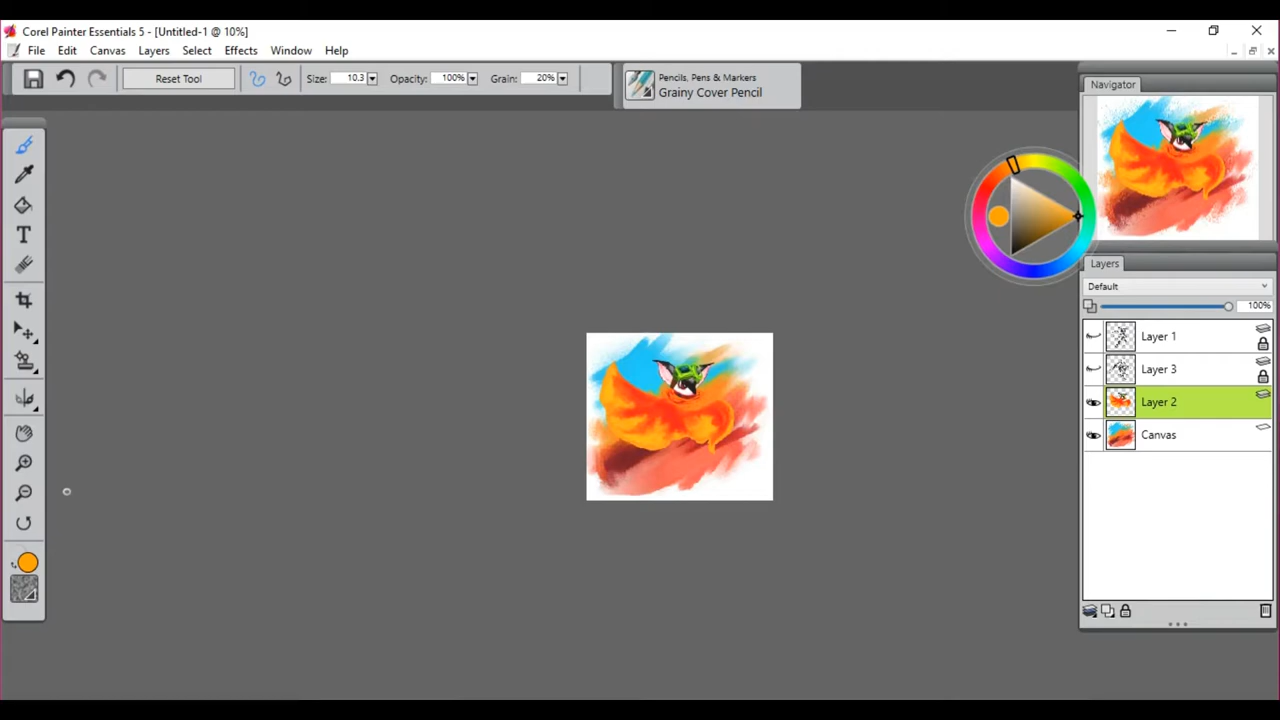 Corel Painter Essentials 5 - [Untitled-1 @ 10%]
File Edit Canvas Layers Select Effects Window Help
Reset Tool Size: 10.3 Opacity: 100% Grain: 20%
Pencils, Pens & Markers
Grainy Cover Pencil
Navigator
Layers
Default
100%
Layer 1
Layer 3
Layer 2
Canvas